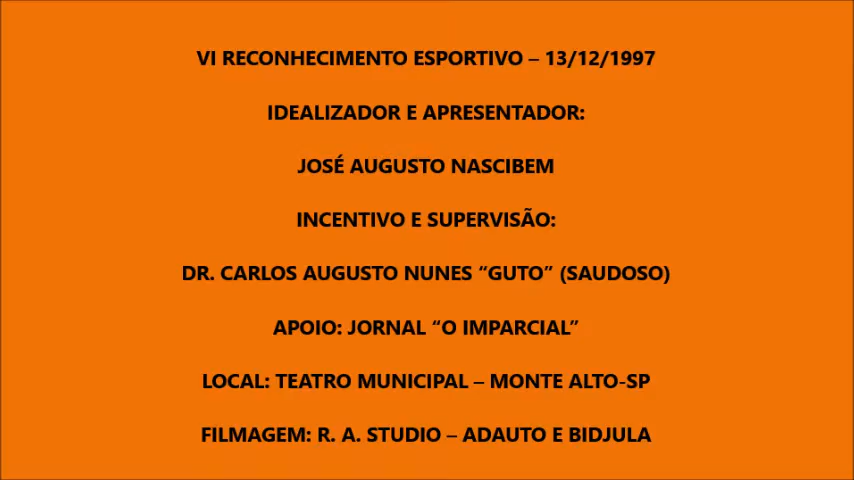 VI RECONHECIMENTO ESPORTIVO – 13/12/1997
IDEALIZADOR E APRESENTADOR:
JOSÉ AUGUSTO NASCIBEM
INCENTIVO E SUPERVISÃO:
DR. CARLOS AUGUSTO NUNES “GUTO” (SAUDOSO)
APOIO: JORNAL “O IMPARCIAL”
LOCAL: TEATRO MUNICIPAL – MONTE ALTO-SP
FILMAGEM: R. A. STUDIO – ADAUTO E BIDJULA